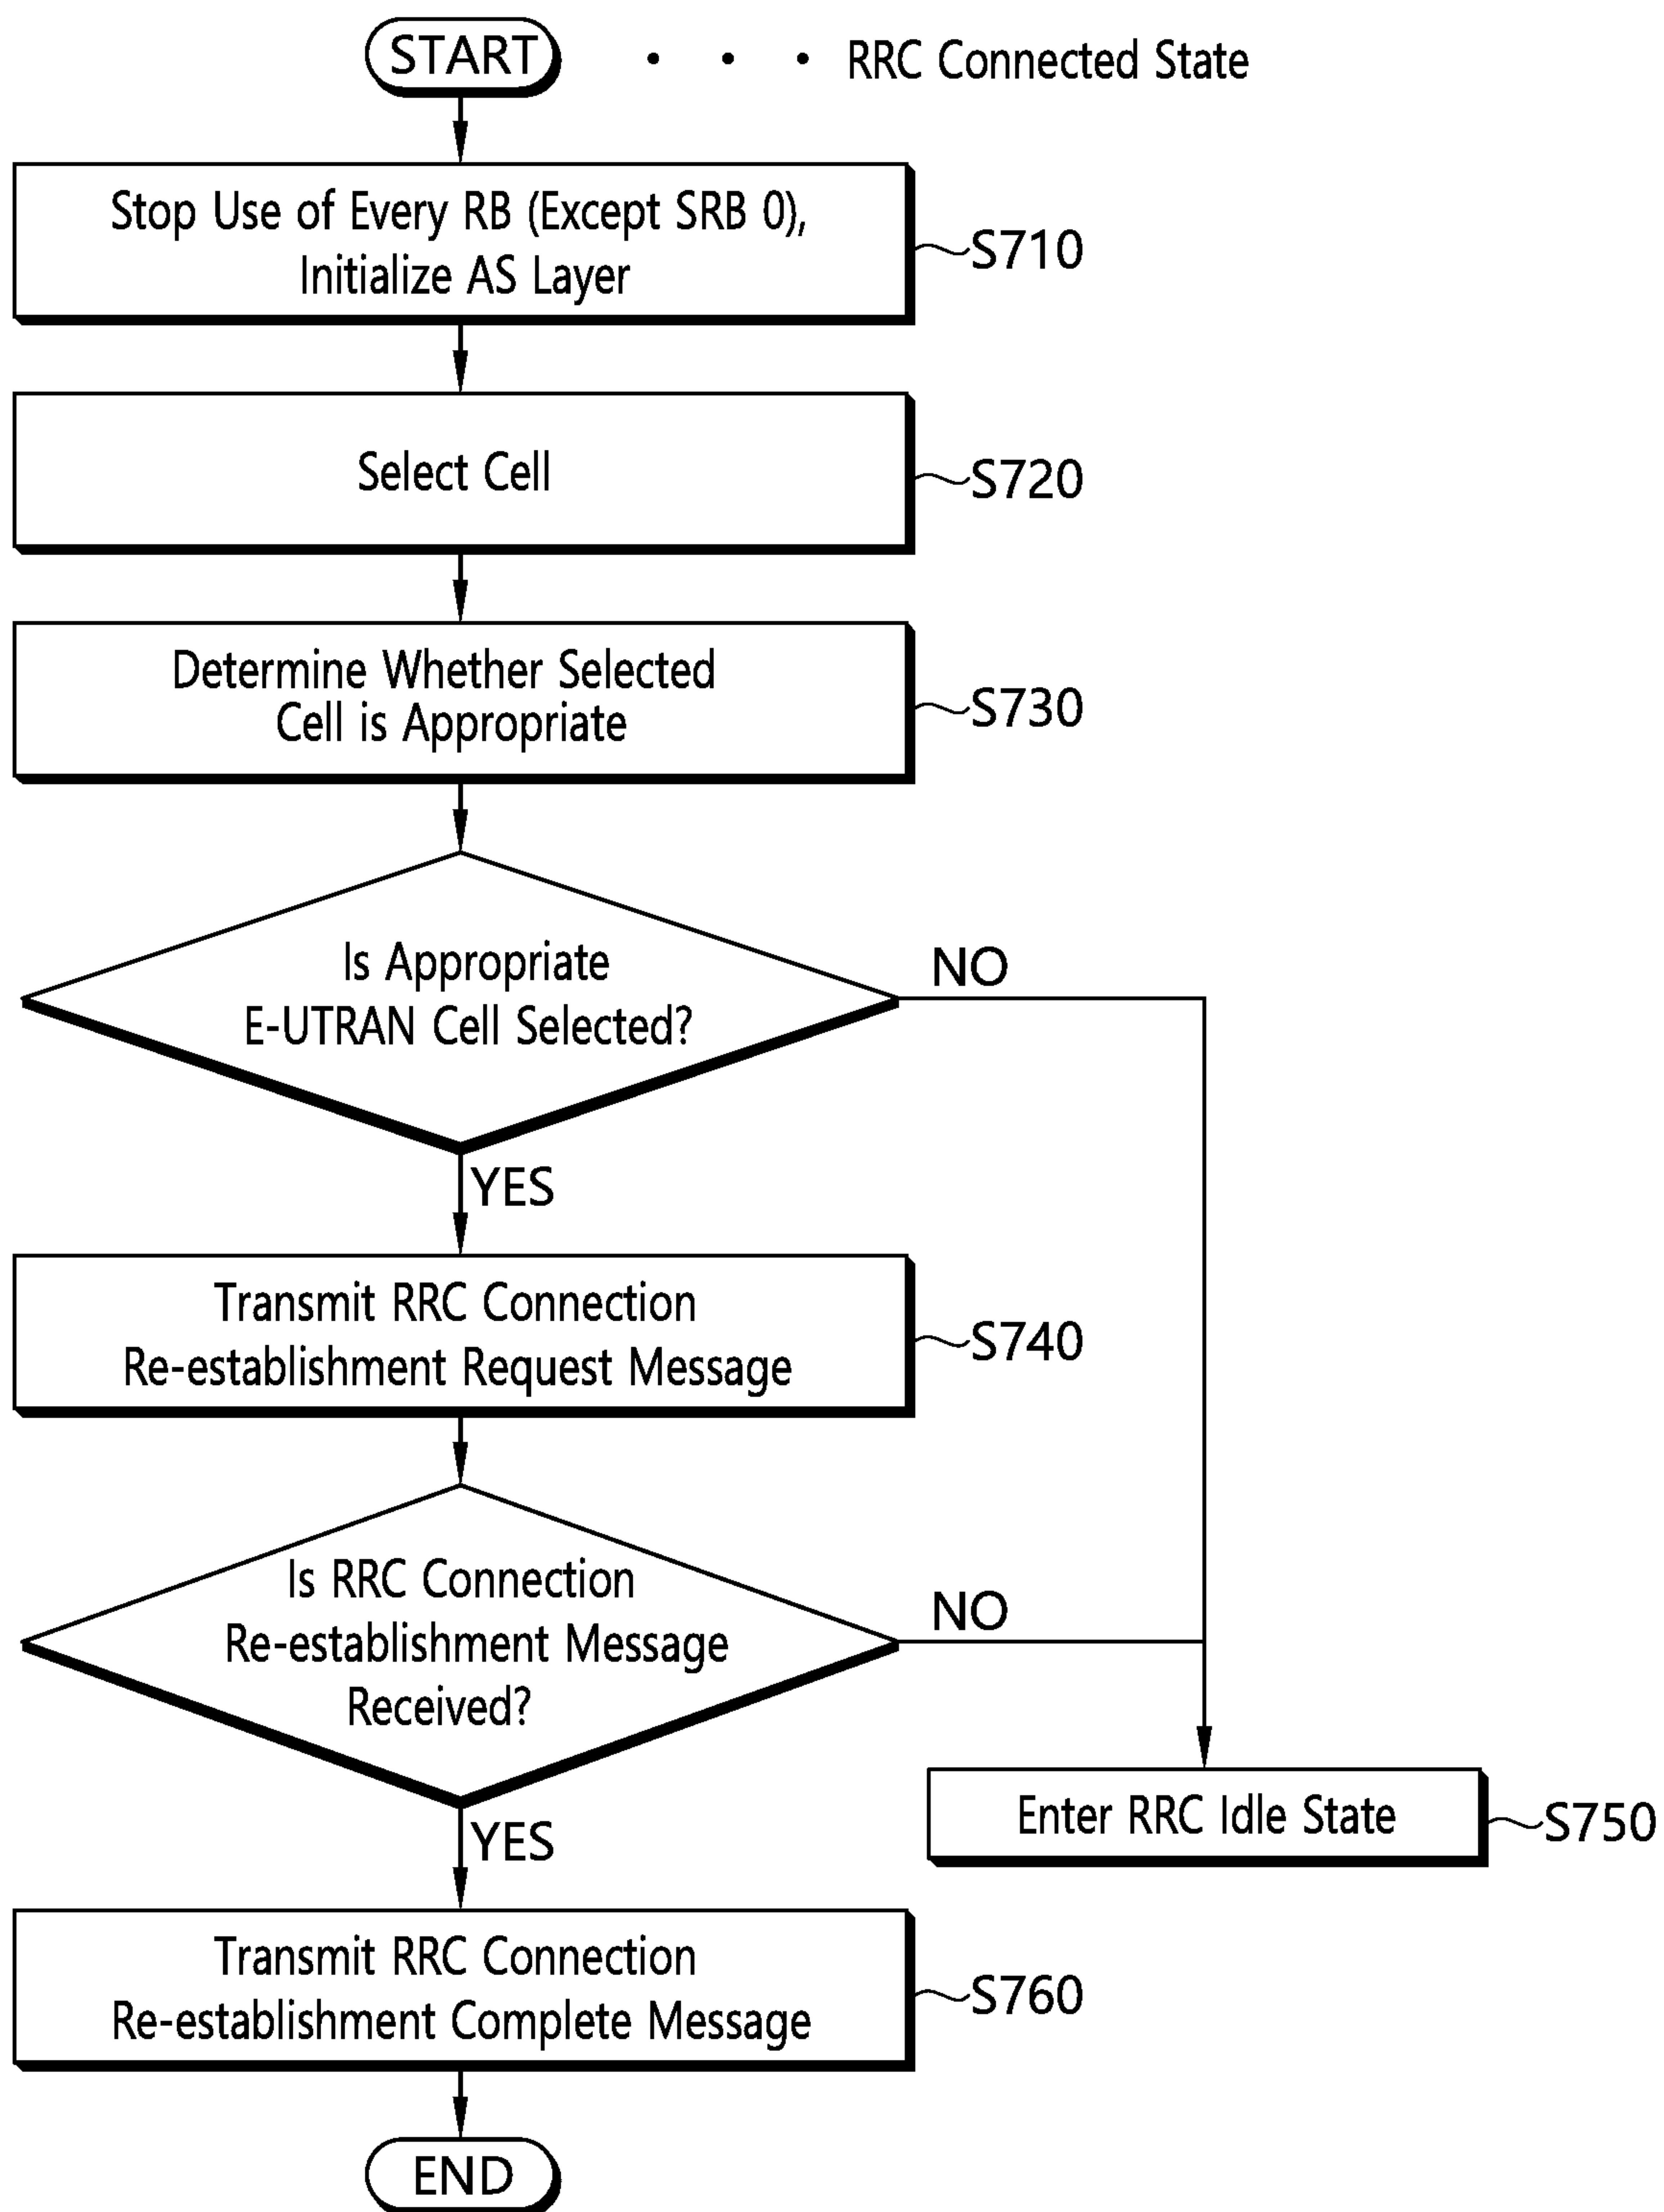 START
• • • RRC Connected State
Stop Use of Every RB (Except SRB 0),
Initialize AS Layer
S710
Select Cell
S720
Determine Whether Selected
Cell is Appropriate
S730
Is Appropriate
E-UTRAN Cell Selected?
NO
YES
Transmit RRC Connection
Re-establishment Request Message
S740
Is RRC Connection
Re-establishment Message
Received?
NO
YES
Enter RRC Idle State
S750
Transmit RRC Connection
Re-establishment Complete Message
S760
END